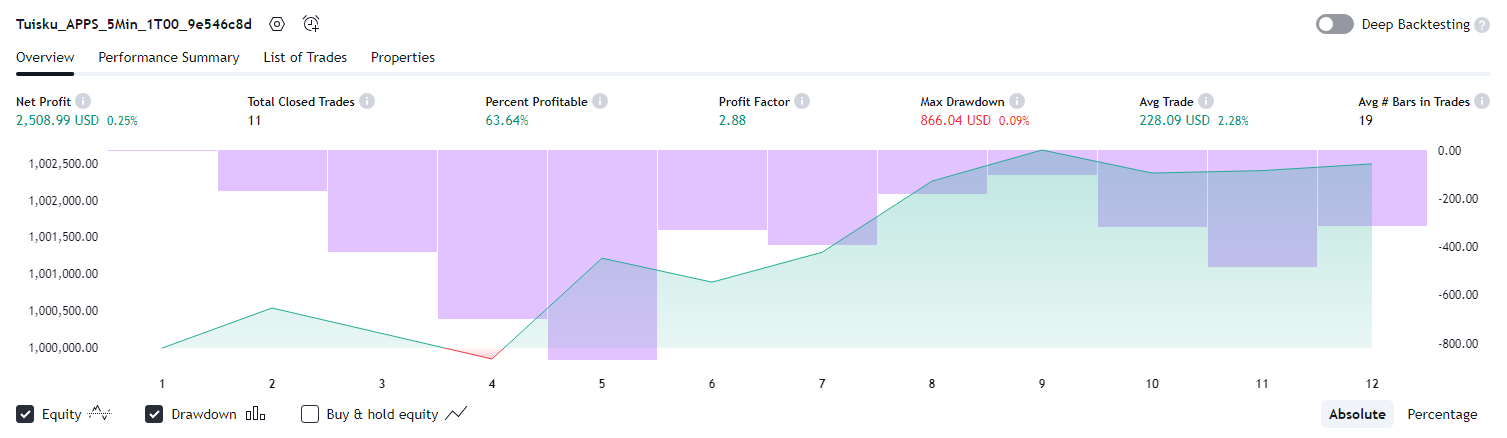 Tuisku_APPS_5Min_1T00_9e546c8d Deep Backtesting ?
Overview Performance Summary List of Trades Properties
Net Profit i Total Closed Trades i Percent Profitable i Profit Factor i Max Drawdown i Avg Trade i Avg # Bars in Trades i
2,508.99 USD 0.25% 11 63.64% 2.88 866.04 USD 0.09% 228.09 USD 2.28% 19
1,002,500.00 0.00
1,002,000.00 -200.00
1,001,500.00 -400.00
1,001,000.00
1,000,500.00 -600.00
1,000,000.00 -800.00
1 2 3 4 5 6 7 8 9 10 11 12
Equity Drawdown Buy & hold equity Absolute Percentage